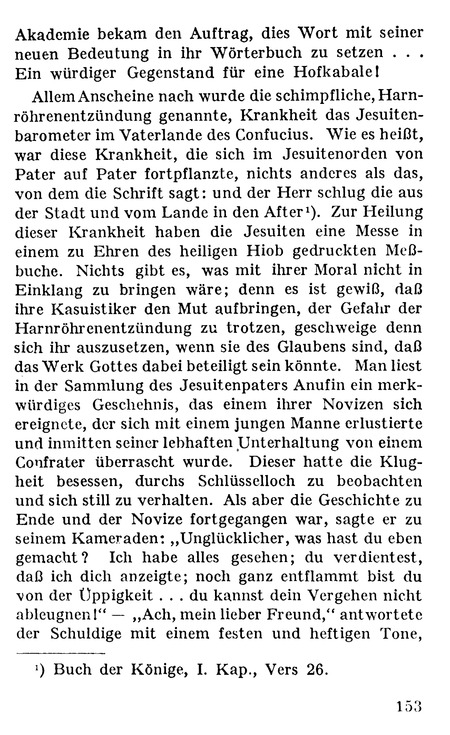 Akademie bekam den Auftrag, dies Wort mit seiner
neuen Bedeutung in ihr Wörterbuch zu setzen . . .
Ein würdiger Gegenstand für eine Hofkabale!
Allem Anscheine nach wurde die schimpfliche, Harn-
röhrenentzündung genannte, Krankheit das Jesuiten-
barometer im Vaterlande des Confucius. Wie es heißt,
war diese Krankheit, die sich im Jesuitenorden von
Pater auf Pater fortpflanzte, nichts anderes als das,
von dem die Schrift sagt: und der Herr schlug die aus
der Stadt und vom Lande in den After¹). Zur Heilung
dieser Krankheit haben die Jesuiten eine Messe in
einem zu Ehren des heiligen Hiob gedruckten Meß-
buche. Nichts gibt es, was mit ihrer Moral nicht in
Einklang zu bringen wäre; denn es ist gewiß, daß
ihre Kasuistiker den Mut aufbringen, der Gefahr der
Harnröhrenentzündung zu trotzen, geschweige denn
sich ihr auszusetzen, wenn sie des Glaubens sind, daß
das Werk Gottes dabei beteiligt sein könnte. Man liest
in der Sammlung des Jesuitenpaters Anufin ein merk-
würdiges Geschehnis, das einem ihrer Novizen sich
ereignete, der sich mit einem jungen Manne erlustierte
und inmitten seiner lebhaften Unterhaltung von einem
Confrater überrascht wurde. Dieser hatte die Klug-
heit besessen, durchs Schlüsselloch zu beobachten
und sich still zu verhalten. Als aber die Geschichte zu
Ende und der Novize fortgegangen war, sagte er zu
seinem Kameraden: „Unglücklicher, was hast du eben
gemacht? Ich habe alles gesehen; du verdientest,
daß ich dich anzeigte; noch ganz entflammt bist du
von der Üppigkeit . . . du kannst dein Vergehen nicht
ableugnen!“ — „Ach, mein lieber Freund,“ antwortete
der Schuldige mit einem festen und heftigen Tone,
¹) Buch der Könige, I. Kap., Vers 26.
153